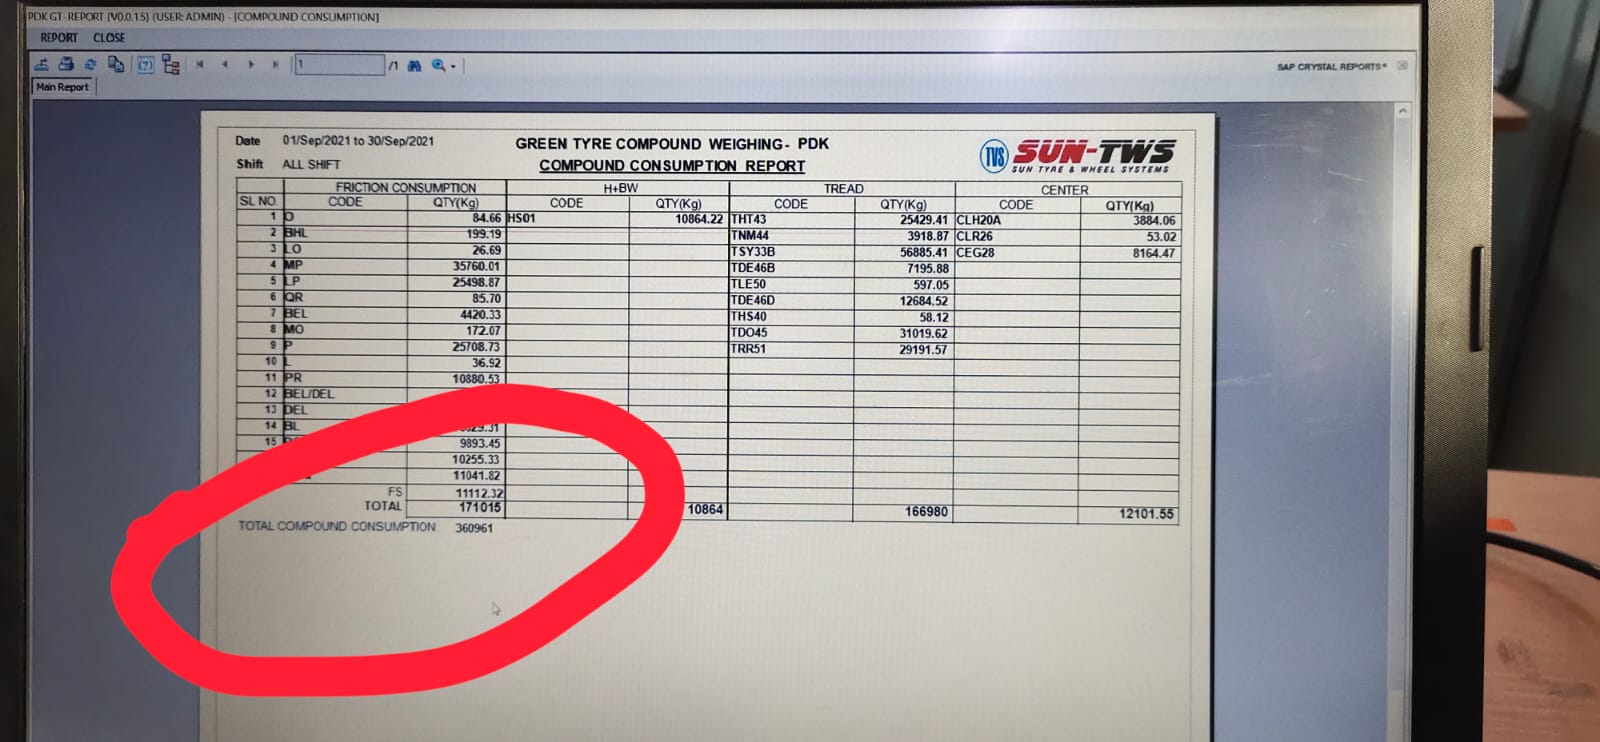 PDK GT- REPORT (V0.0.1.5) (USER: ADMIN) - [COMPOUND CONSUMPTION]
REPORT CLOSE
1 /1
SAP CRYSTAL REPORTS®
Main Report
Date 01/Sep/2021 to 30/Sep/2021
GREEN TYRE COMPOUND WEIGHING- PDK
Shift ALL SHIFT
COMPOUND CONSUMPTION REPORT
TVS SUN-TWS
SUN TYRE & WHEEL SYSTEMS
FRICTION CONSUMPTION H+BW TREAD CENTER
SL NO. CODE QTY(Kg) CODE QTY(Kg) CODE QTY(Kg) CODE QTY(Kg)
1 O 84.66 HS01 10864.22 THT43 25429.41 CLH20A 3884.06
2 BHL 199.19 TNM44 3918.87 CLR26 53.02
3 LO 26.69 TSY33B 56885.41 CEG28 8164.47
4 MP 35760.01 TDE46B 7195.88
5 LP 25498.87 TLE50 597.05
6 QR 85.70 TDE46D 12684.52
7 BEL 4420.33 THS40 58.12
8 MO 172.07 TDO45 31019.62
9 P 25708.73 TRR51 29191.57
10 L 36.92
11 PR 10880.53
12 BEL/DEL
13 DEL
14 BL
15 9893.45
10255.33
11041.82
FS 11112.32
TOTAL 171015 10864 166980 12101.55
TOTAL COMPOUND CONSUMPTION 360961